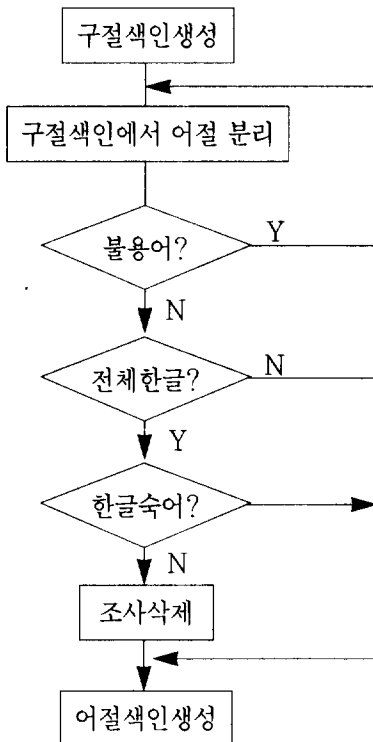 구절색인생성
구절색인에서 어절 분리
불용어?
Y
N
전체한글?
N
Y
한글숙어?
N
조사삭제
어절색인생성